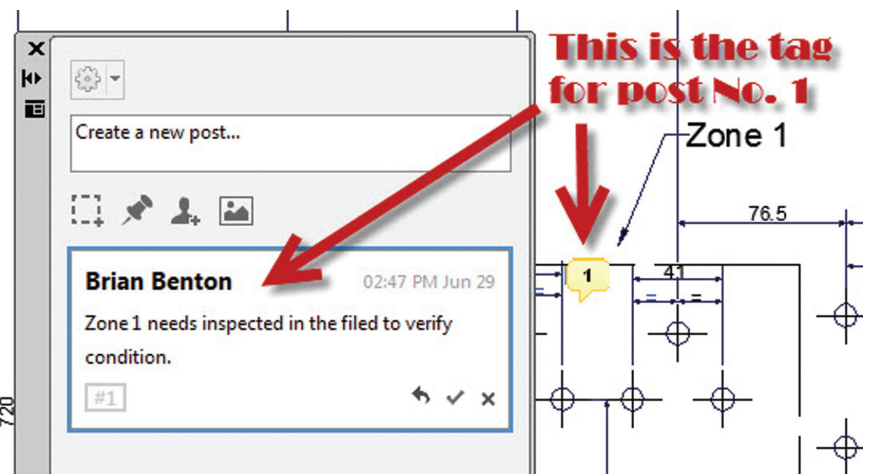 This is the tag
for post No. 1
Create a new post...
Zone 1
76.5
Brian Benton
02:47 PM Jun 29
1
41
= =
=
Zone 1 needs inspected in the filed to verify
condition.
#1
720